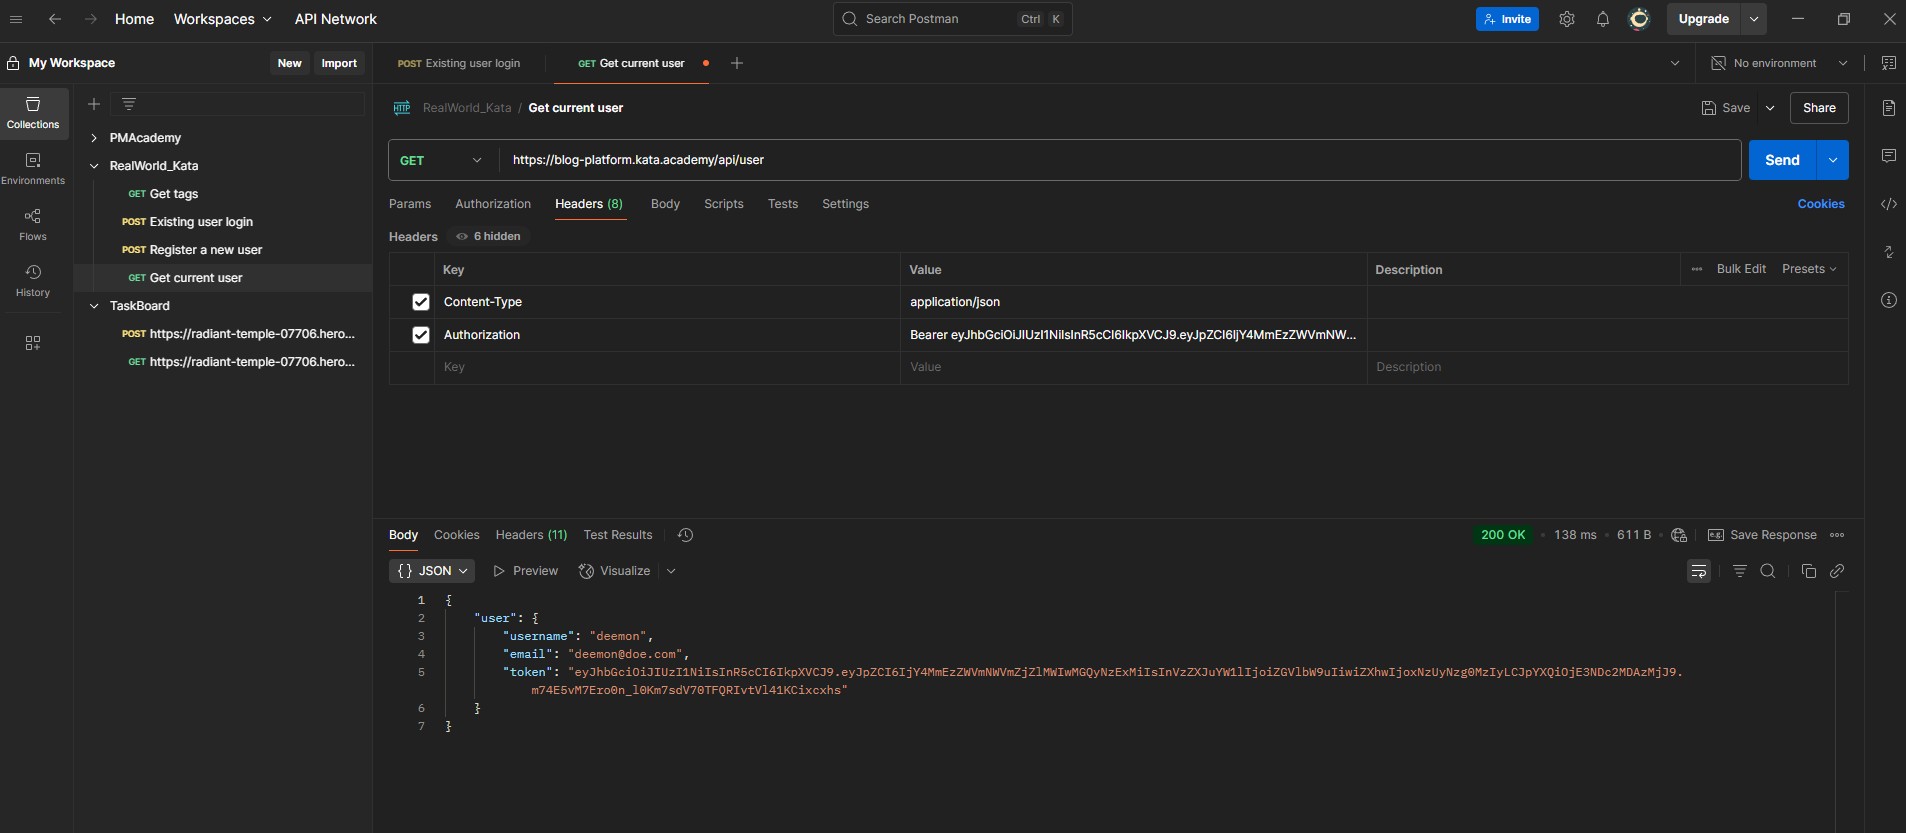 Home Workspaces API Network Search Postman Ctrl K Invite Upgrade
My Workspace New Import POST Existing user login GET Get current user No environment
Collections
Environments
Flows
History
PMAcademy
RealWorld_Kata
GET Get tags
POST Existing user login
POST Register a new user
GET Get current user
TaskBoard
POST https://radiant-temple-07706.hero...
GET https://radiant-temple-07706.hero...
HTTP RealWorld_Kata / Get current user Save Share
GET https://blog-platform.kata.academy/api/user Send
Params Authorization Headers (8) Body Scripts Tests Settings Cookies
Headers 6 hidden
Key Value Description Bulk Edit Presets
Content-Type application/json
Authorization Bearer eyJhbGciOiJIUzI1NiIsInR5cCI6IkpXVCJ9.eyJpZCI6IjY4MmEzZWVmNW...
Key Value Description
Body Cookies Headers (11) Test Results 200 OK • 138 ms • 611 B e.g. Save Response
{} JSON Preview Visualize
1 {
2 "user": {
3 "username": "deemon",
4 "email": "deemon@doe.com",
5 "token": "eyJhbGciOiJIUzI1NiIsInR5cCI6IkpXVCJ9.eyJpZCI6IjY4MmEzZWVmNWVmZjZlMWIwMGQyNzExMiIsInVzZXJuYW1lIjoiZGVlbW9uIiwiZXhwIjoxNzUyNzg0MzIyLCJpYXQiOjE3NDc2MDAzMjJ9.
m74E5vM7Ero0n_l0Km7sdV70TFQRIvtVl41KCixcxhs"
6 }
7 }